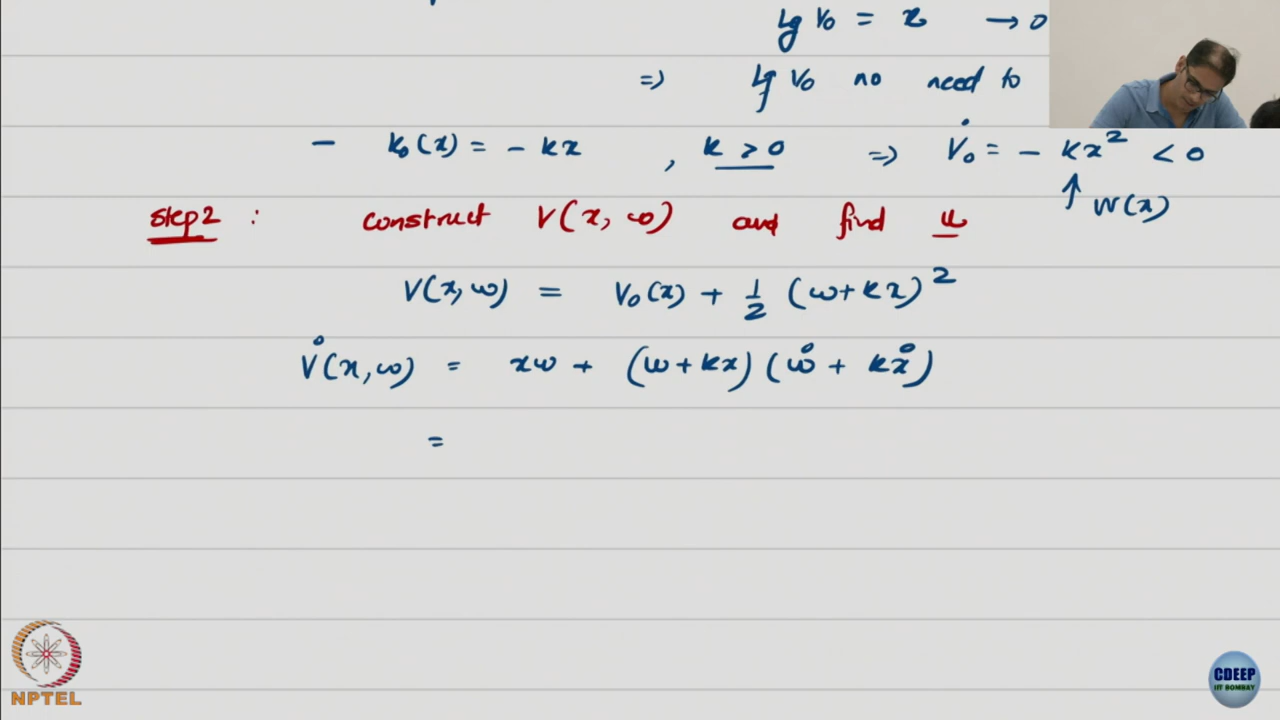 Lg V0 = x → 0
⇒ Lf V0 no need to
- k0(x) = - kx , k > 0 ⇒ V̇0 = - kx² < 0
↑ W(x)
Step 2 : construct V(x, ω) and find u
V(x, ω) = V0(x) + 1/2 (ω + kx)²
V̇(x, ω) = xω + (ω + kx)(ω̇ + kẋ)
=
NPTEL
CDEEP
IIT BOMBAY